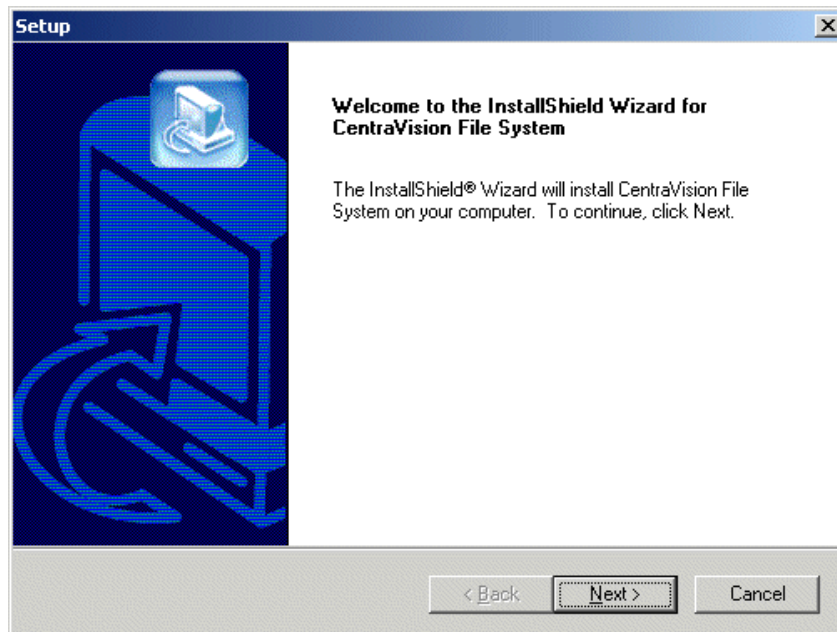 Setup
Welcome to the InstallShield Wizard for
CentraVision File System
The InstallShield® Wizard will install CentraVision File
System on your computer. To continue, click Next.
< Back
Next >
Cancel